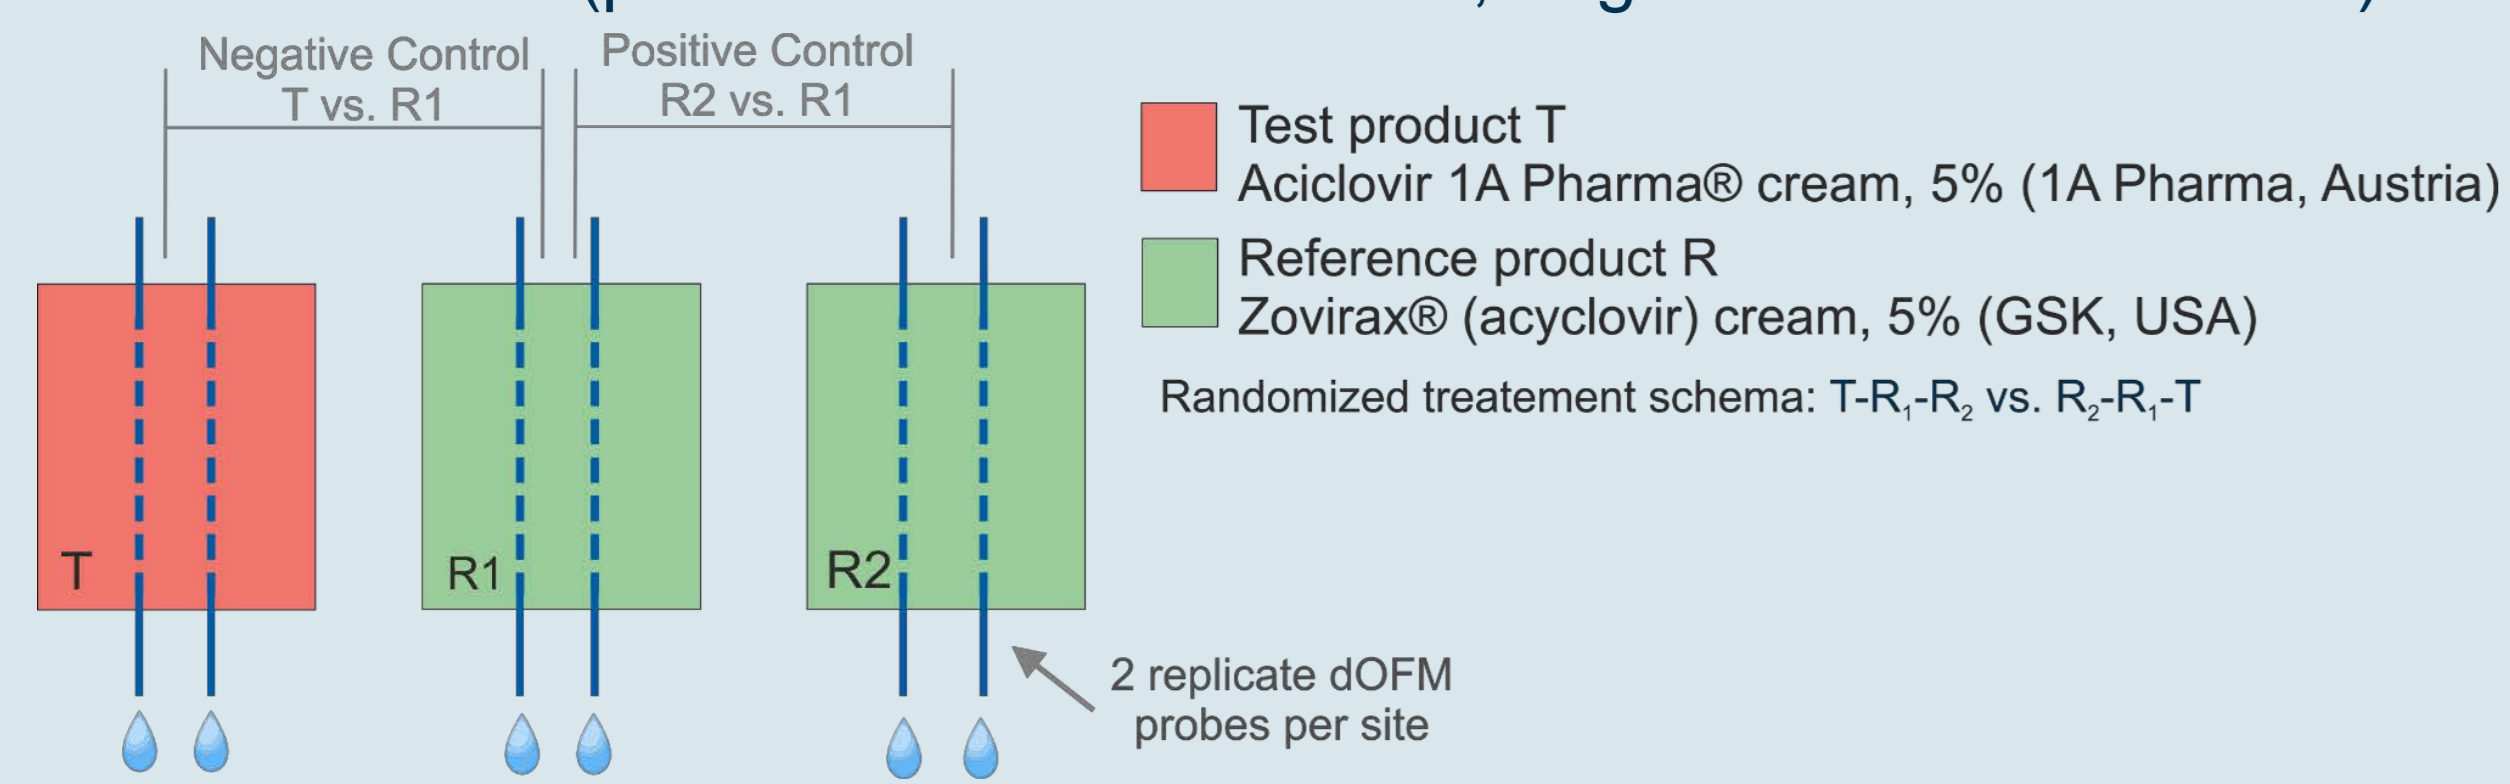 Negative Control
T vs. R1
Positive Control
R2 vs. R1
Test product T
Aciclovir 1A Pharma® cream, 5% (1A Pharma, Austria)
Reference product R
Zovirax® (acyclovir) cream, 5% (GSK, USA)
Randomized treatement schema: T-R₁-R₂ vs. R₂-R₁-T
T
R1
R2
2 replicate dOFM
probes per site